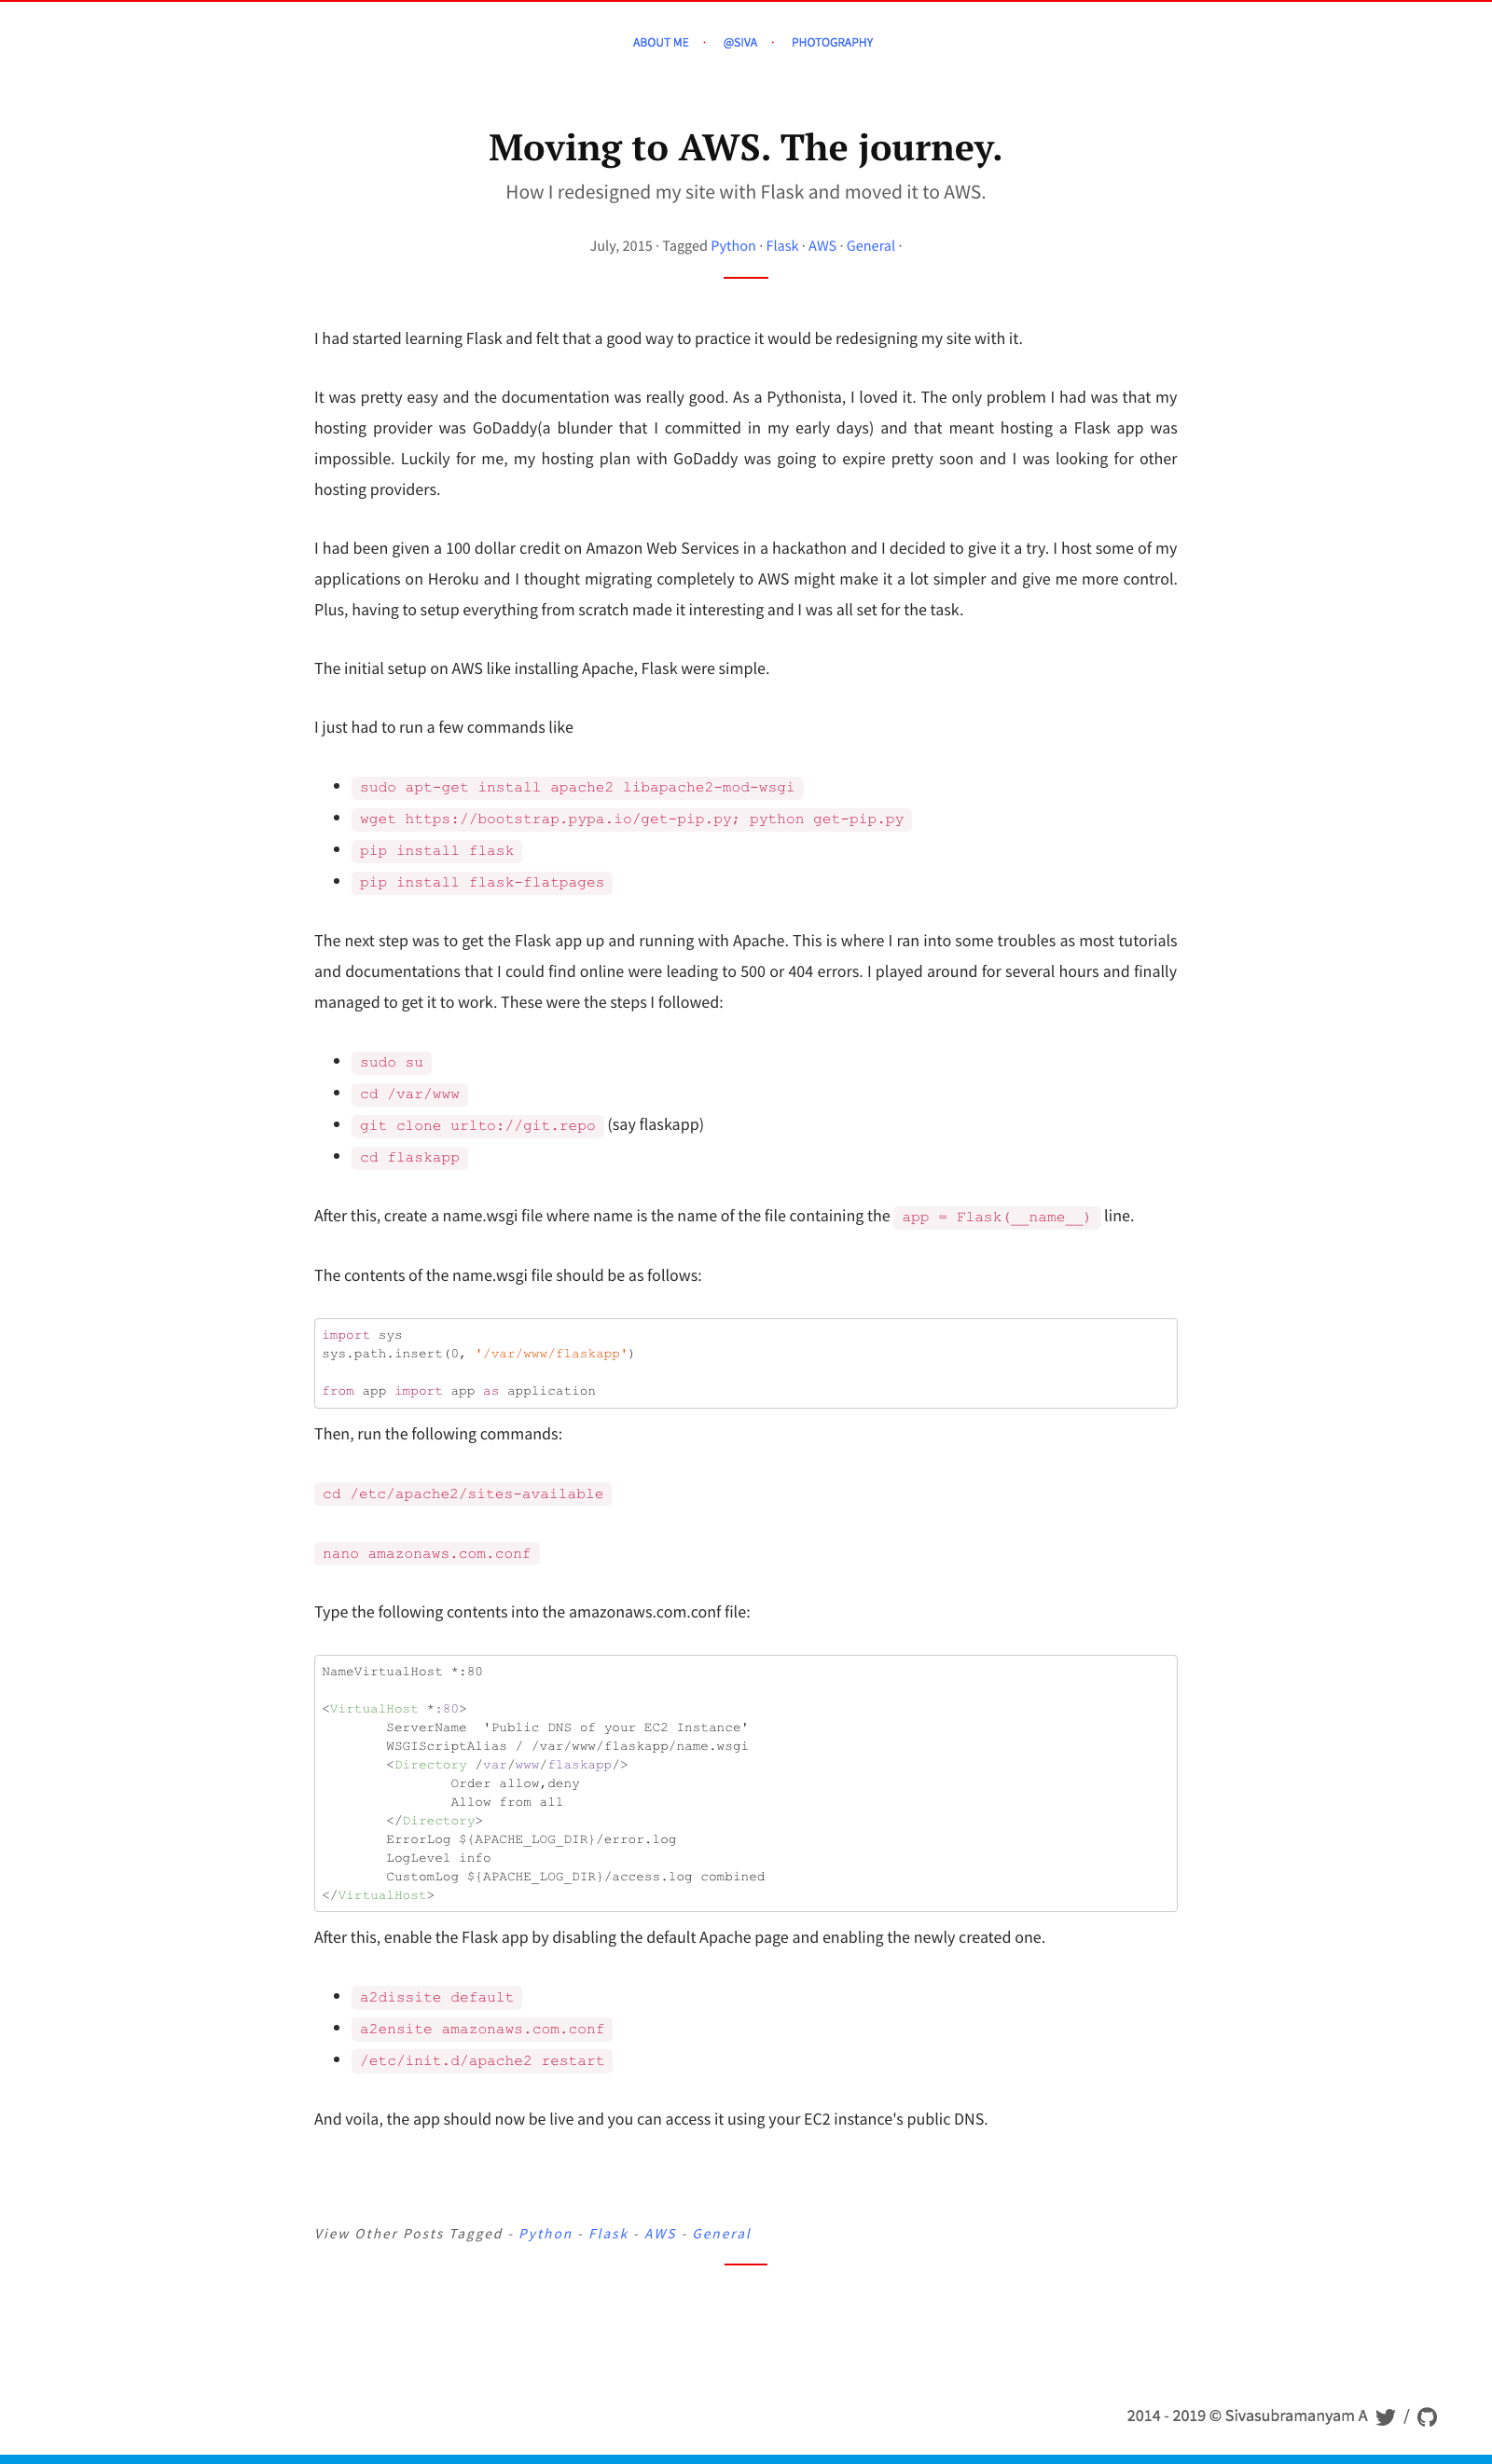 ABOUT ME · @SIVA · PHOTOGRAPHY
Moving to AWS. The journey.
How I redesigned my site with Flask and moved it to AWS.
July, 2015 · Tagged Python · Flask · AWS · General ·
I had started learning Flask and felt that a good way to practice it would be redesigning my site with it.
It was pretty easy and the documentation was really good. As a Pythonista, I loved it. The only problem I had was that my
hosting provider was GoDaddy(a blunder that I committed in my early days) and that meant hosting a Flask app was
impossible. Luckily for me, my hosting plan with GoDaddy was going to expire pretty soon and I was looking for other
hosting providers.
I had been given a 100 dollar credit on Amazon Web Services in a hackathon and I decided to give it a try. I host some of my
applications on Heroku and I thought migrating completely to AWS might make it a lot simpler and give me more control.
Plus, having to setup everything from scratch made it interesting and I was all set for the task.
The initial setup on AWS like installing Apache, Flask were simple.
I just had to run a few commands like
• sudo apt-get install apache2 libapache2-mod-wsgi
• wget https://bootstrap.pypa.io/get-pip.py; python get-pip.py
• pip install flask
• pip install flask-flatpages
The next step was to get the Flask app up and running with Apache. This is where I ran into some troubles as most tutorials
and documentations that I could find online were leading to 500 or 404 errors. I played around for several hours and finally
managed to get it to work. These were the steps I followed:
• sudo su
• cd /var/www
• git clone urlto://git.repo (say flaskapp)
• cd flaskapp
After this, create a name.wsgi file where name is the name of the file containing the app = Flask(__name__) line.
The contents of the name.wsgi file should be as follows:
import sys
sys.path.insert(0, '/var/www/flaskapp')
from app import app as application
Then, run the following commands:
cd /etc/apache2/sites-available
nano amazonaws.com.conf
Type the following contents into the amazonaws.com.conf file:
NameVirtualHost *:80
<VirtualHost *:80>
        ServerName  'Public DNS of your EC2 Instance'
        WSGIScriptAlias / /var/www/flaskapp/name.wsgi
        <Directory /var/www/flaskapp/>
                Order allow,deny
                Allow from all
        </Directory>
        ErrorLog ${APACHE_LOG_DIR}/error.log
        LogLevel info
        CustomLog ${APACHE_LOG_DIR}/access.log combined
</VirtualHost>
After this, enable the Flask app by disabling the default Apache page and enabling the newly created one.
• a2dissite default
• a2ensite amazonaws.com.conf
• /etc/init.d/apache2 restart
And voila, the app should now be live and you can access it using your EC2 instance's public DNS.
View Other Posts Tagged - Python - Flask - AWS - General
2014 - 2019 © Sivasubramanyam A /